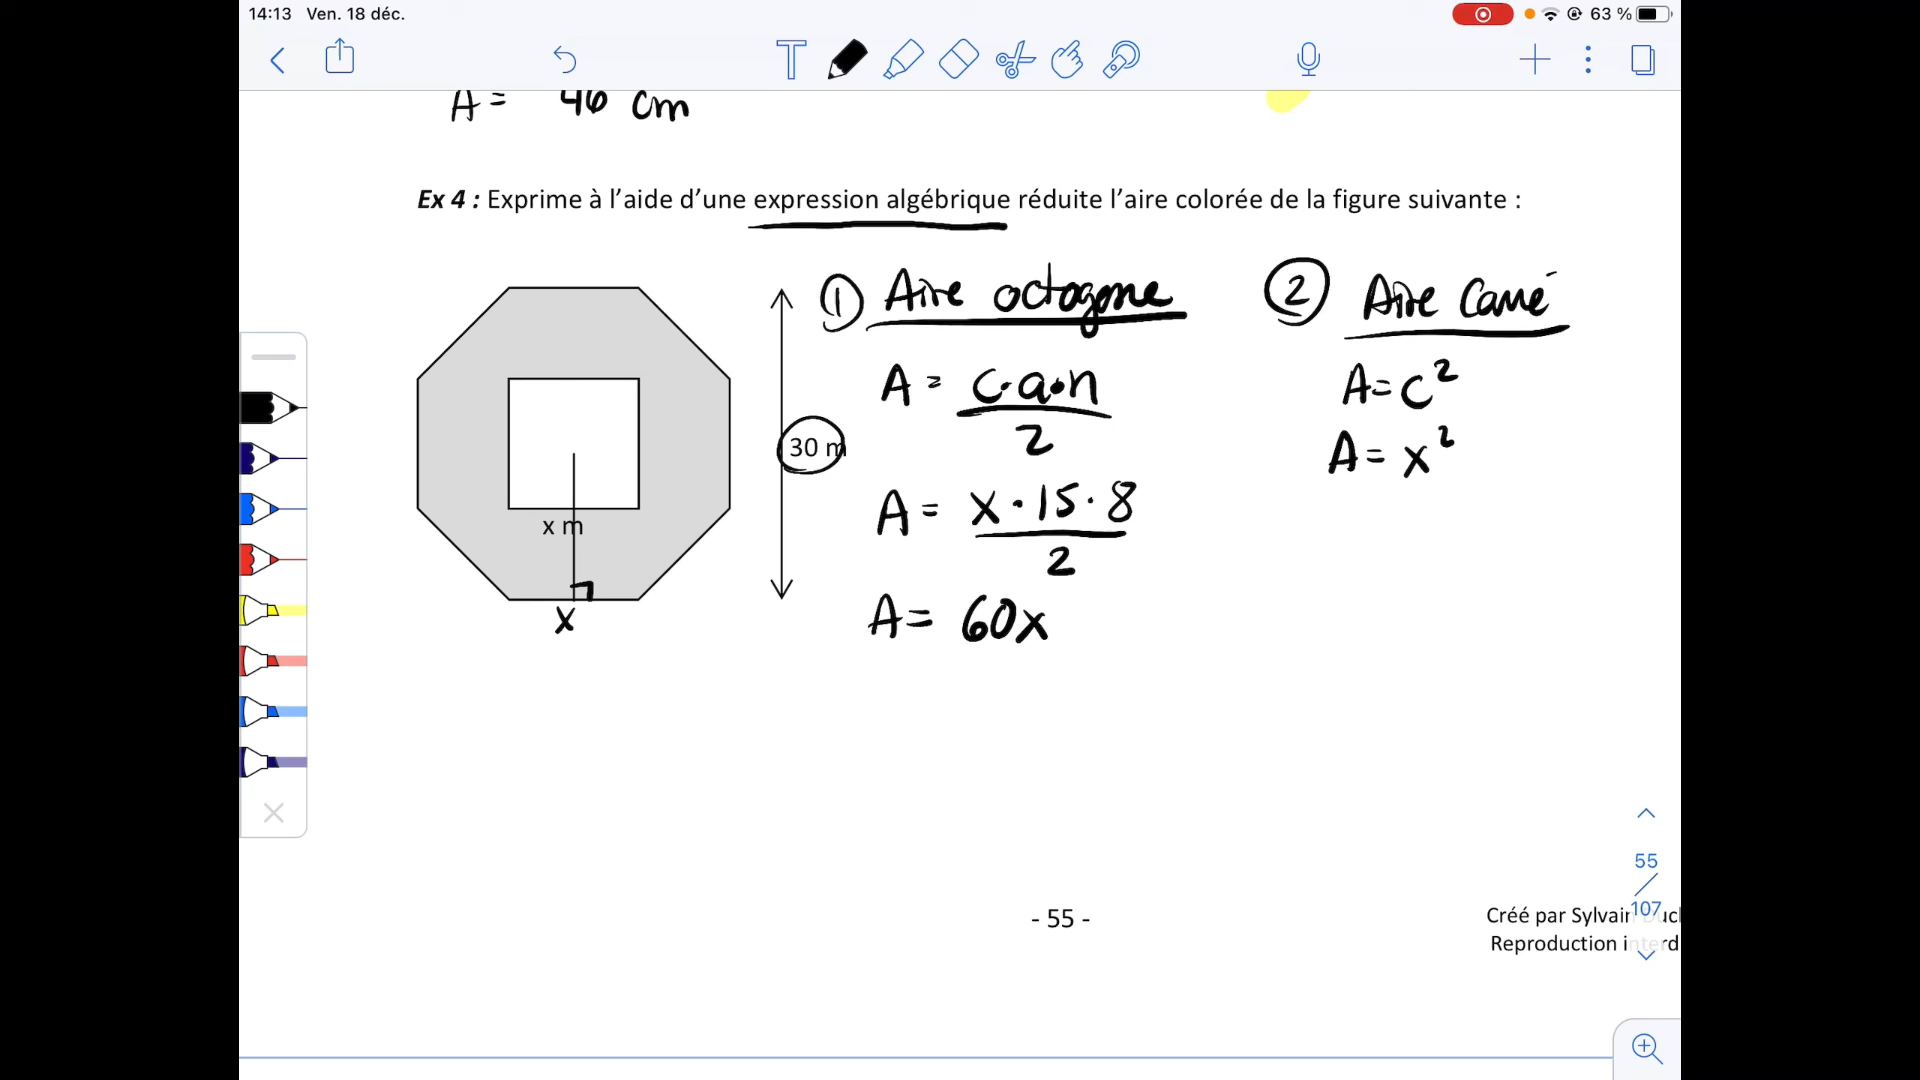 14:13 Ven. 18 déc.
63 %
A = 46 cm
Ex 4 : Exprime à l'aide d'une expression algébrique réduite l'aire colorée de la figure suivante :
① Aire octogone
A = c·a·n
2
A = x·15·8
2
A = 60x
② Aire Carré
A = c²
A = x²
30 m
x m
x
55
107
- 55 -
Créé par Sylvain
Reproduction